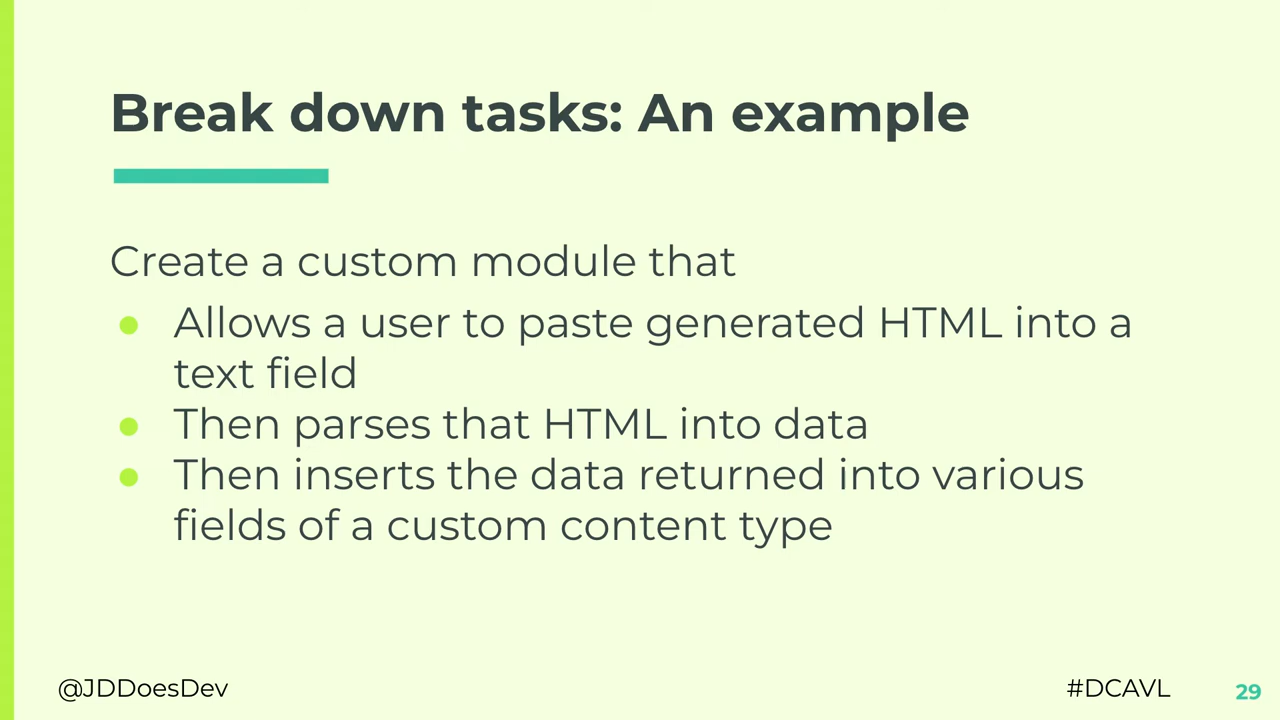 Break down tasks: An example
Create a custom module that
● Allows a user to paste generated HTML into a
text field
● Then parses that HTML into data
● Then inserts the data returned into various
fields of a custom content type
@JDDoesDev
#DCAVL
29